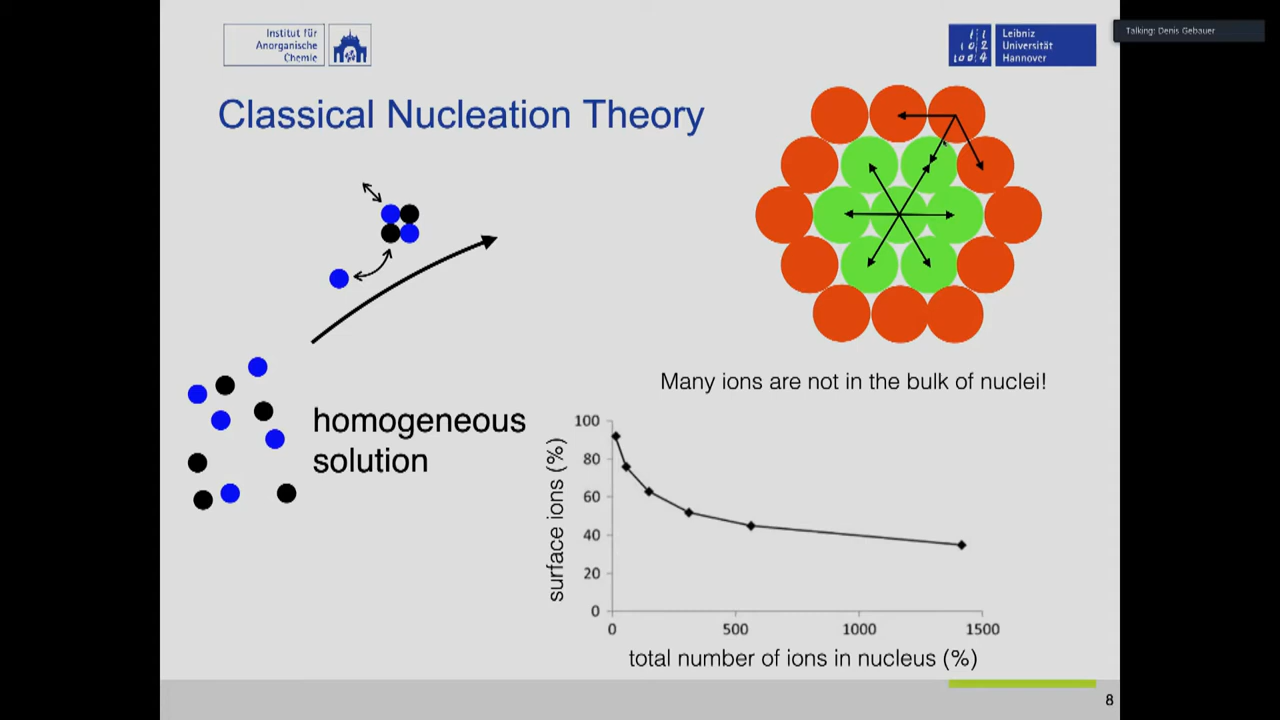 Institut für
Anorganische
Chemie
Leibniz
Universität
Hannover
Talking: Denis Gebauer
Classical Nucleation Theory
Many ions are not in the bulk of nuclei!
homogeneous
solution
surface ions (%)
100
80
60
40
20
0
0 500 1000 1500
total number of ions in nucleus (%)
8